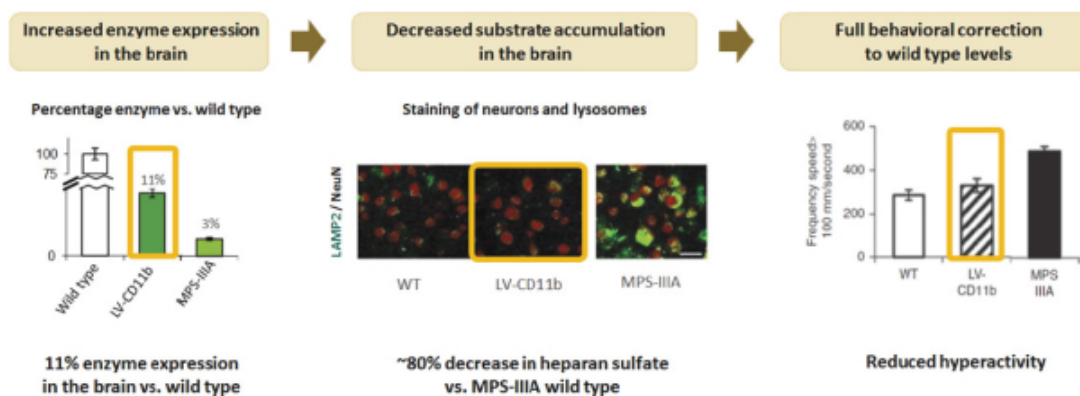 Increased enzyme expression
in the brain
Decreased substrate accumulation
in the brain
Full behavioral correction
to wild type levels
Percentage enzyme vs. wild type
100
75
0
11%
3%
Wild type
LV-CD11b
MPS-IIIA
Staining of neurons and lysosomes
LAMP2 / NeuN
WT
LV-CD11b
MPS-IIIA
Frequency speed>
100 mm/second
600
400
200
0
WT
LV-
CD11b
MPS
IIIA
11% enzyme expression
in the brain vs. wild type
~80% decrease in heparan sulfate
vs. MPS-IIIA wild type
Reduced hyperactivity